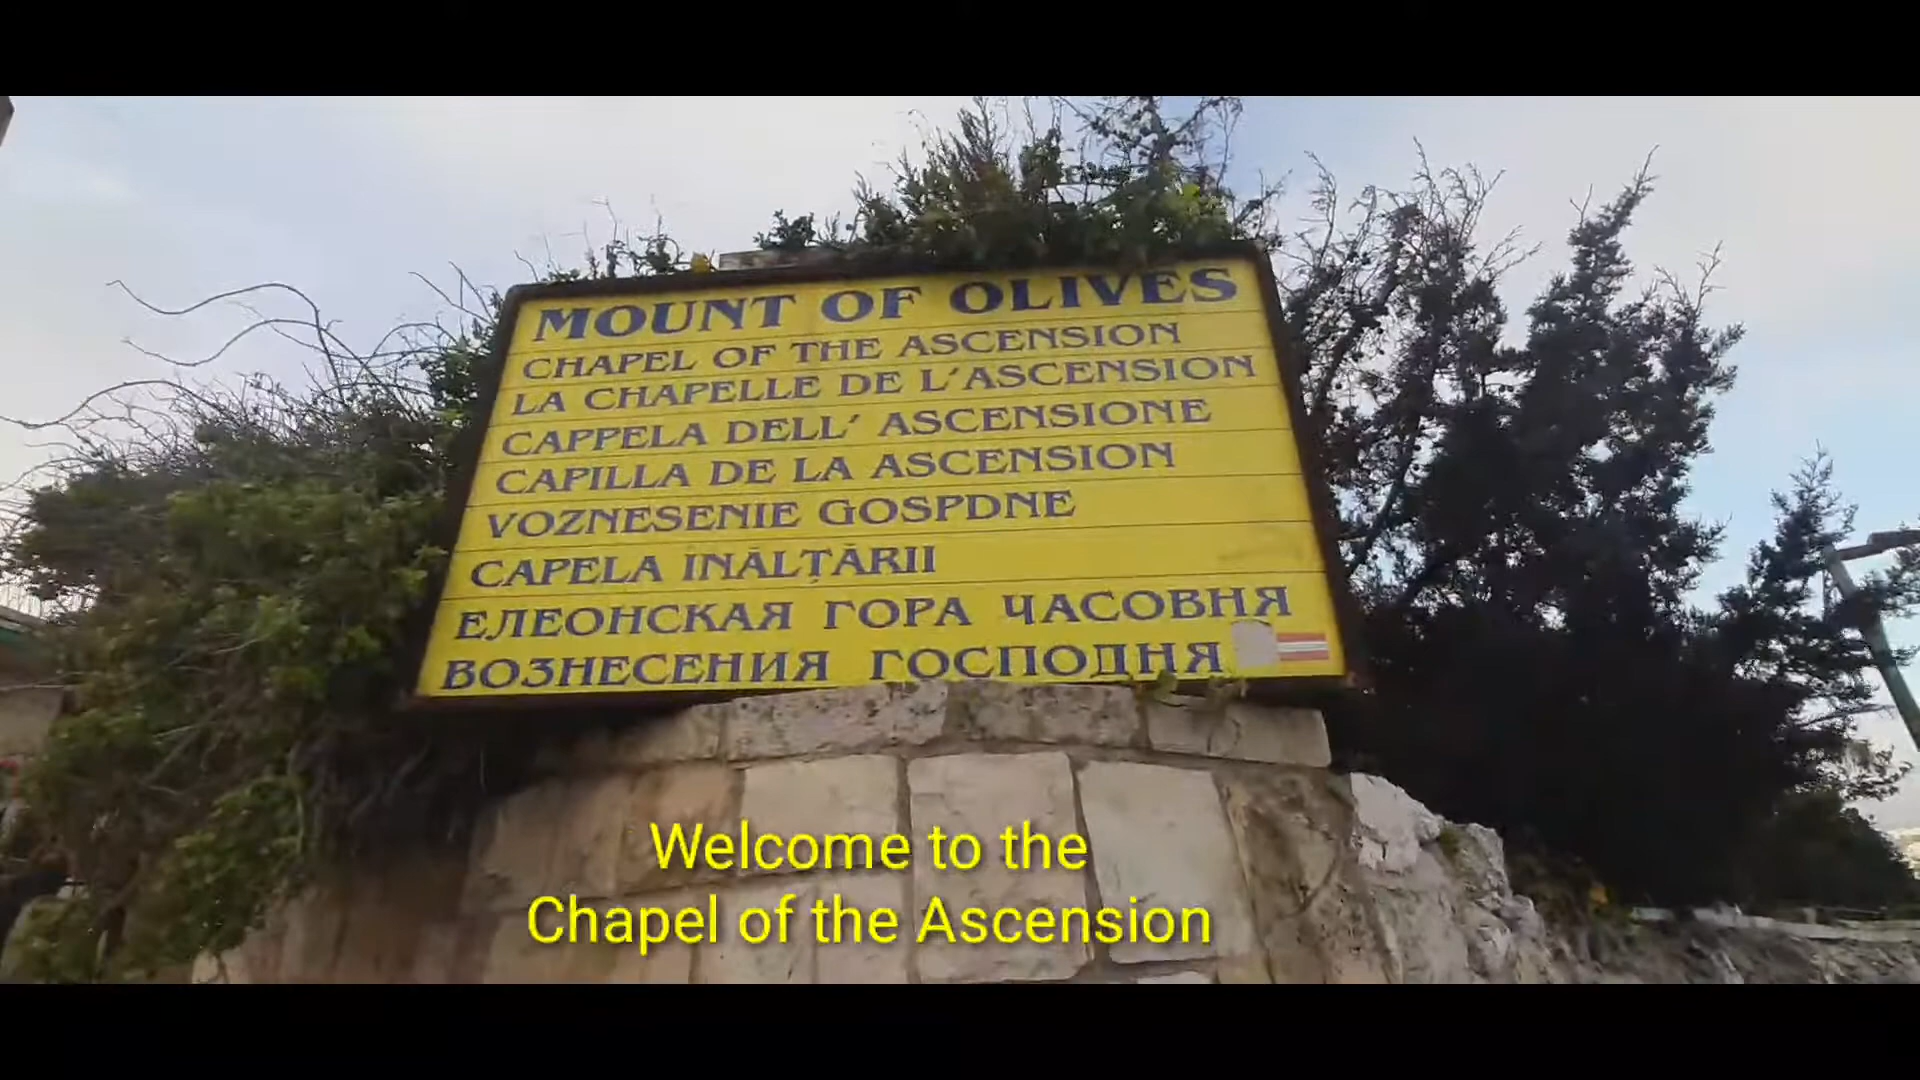 MOUNT OF OLIVES
CHAPEL OF THE ASCENSION
LA CHAPELLE DE L'ASCENSION
CAPPELA DELL' ASCENSIONE
CAPILLA DE LA ASCENSION
VOZNESENIE GOSPDNE
CAPELA INĂLȚĂRII
ЕЛЕОНСКАЯ ГОРА ЧАСОВНЯ
ВОЗНЕСЕНИЯ ГОСПОДНЯ
Welcome to the
Chapel of the Ascension